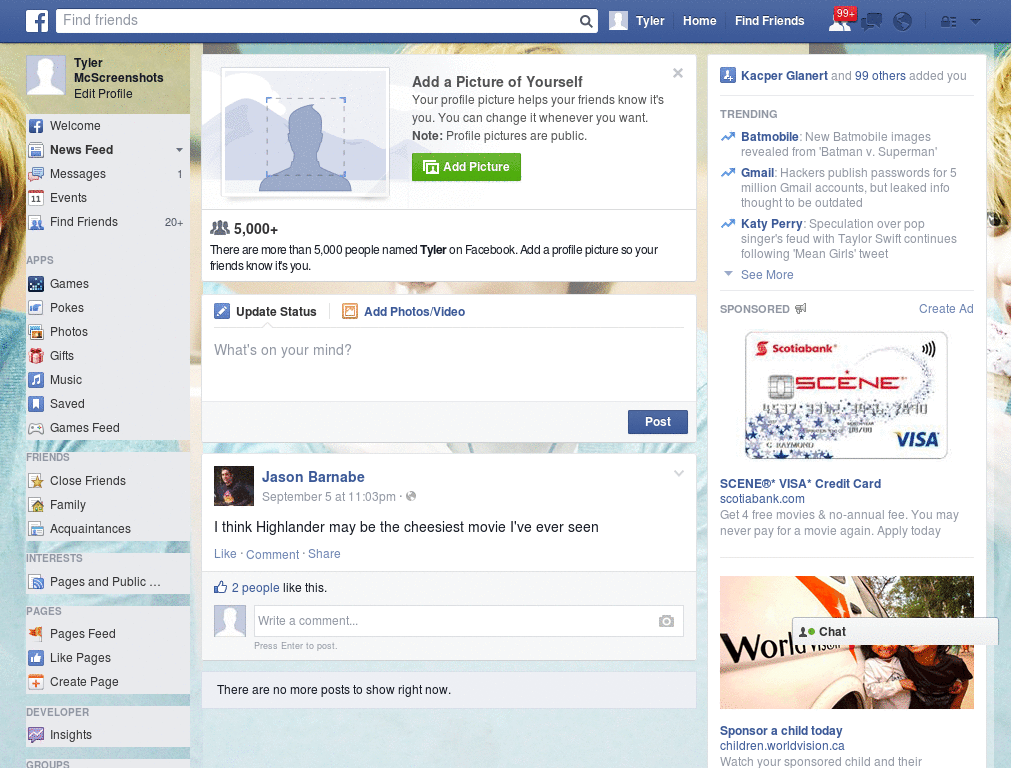 Find friends
Tyler
Home
Find Friends
99+
Tyler
McScreenshots
Edit Profile
Welcome
News Feed
Messages
1
Events
Find Friends
20+
APPS
Games
Pokes
Photos
Gifts
Music
Saved
Games Feed
FRIENDS
Close Friends
Family
Acquaintances
INTERESTS
Pages and Public ...
PAGES
Pages Feed
Like Pages
Create Page
DEVELOPER
Insights
GROUPS
Add a Picture of Yourself
Your profile picture helps your friends know it's
you. You can change it whenever you want.
Note: Profile pictures are public.
Add Picture
5,000+
There are more than 5,000 people named Tyler on Facebook. Add a profile picture so your
friends know it's you.
Update Status
Add Photos/Video
What's on your mind?
Post
Jason Barnabe
September 5 at 11:03pm ·
I think Highlander may be the cheesiest movie I've ever seen
Like · Comment · Share
2 people like this.
Write a comment...
Press Enter to post.
There are no more posts to show right now.
Kacper Glanert and 99 others added you
TRENDING
Batmobile: New Batmobile images
revealed from 'Batman v. Superman'
Gmail: Hackers publish passwords for 5
million Gmail accounts, but leaked info
thought to be outdated
Katy Perry: Speculation over pop
singer's feud with Taylor Swift continues
following 'Mean Girls' tweet
See More
SPONSORED
Create Ad
Scotiabank
SCENE
VISA
SCENE®* VISA* Credit Card
scotiabank.com
Get 4 free movies & no-annual fee. You may
never pay for a movie again. Apply today
World Vision
Chat
Sponsor a child today
children.worldvision.ca
Watch your sponsored child and their